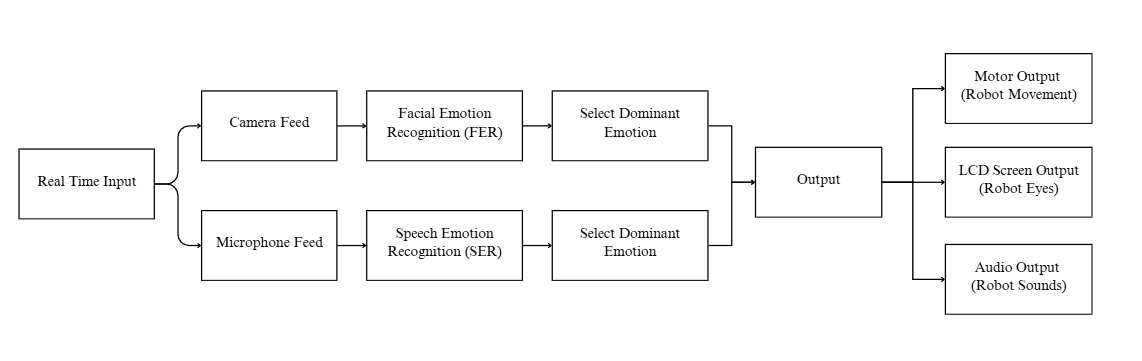 Real Time Input
Camera Feed
Facial Emotion
Recognition (FER)
Select Dominant
Emotion
Microphone Feed
Speech Emotion
Recognition (SER)
Select Dominant
Emotion
Output
Motor Output
(Robot Movement)
LCD Screen Output
(Robot Eyes)
Audio Output
(Robot Sounds)